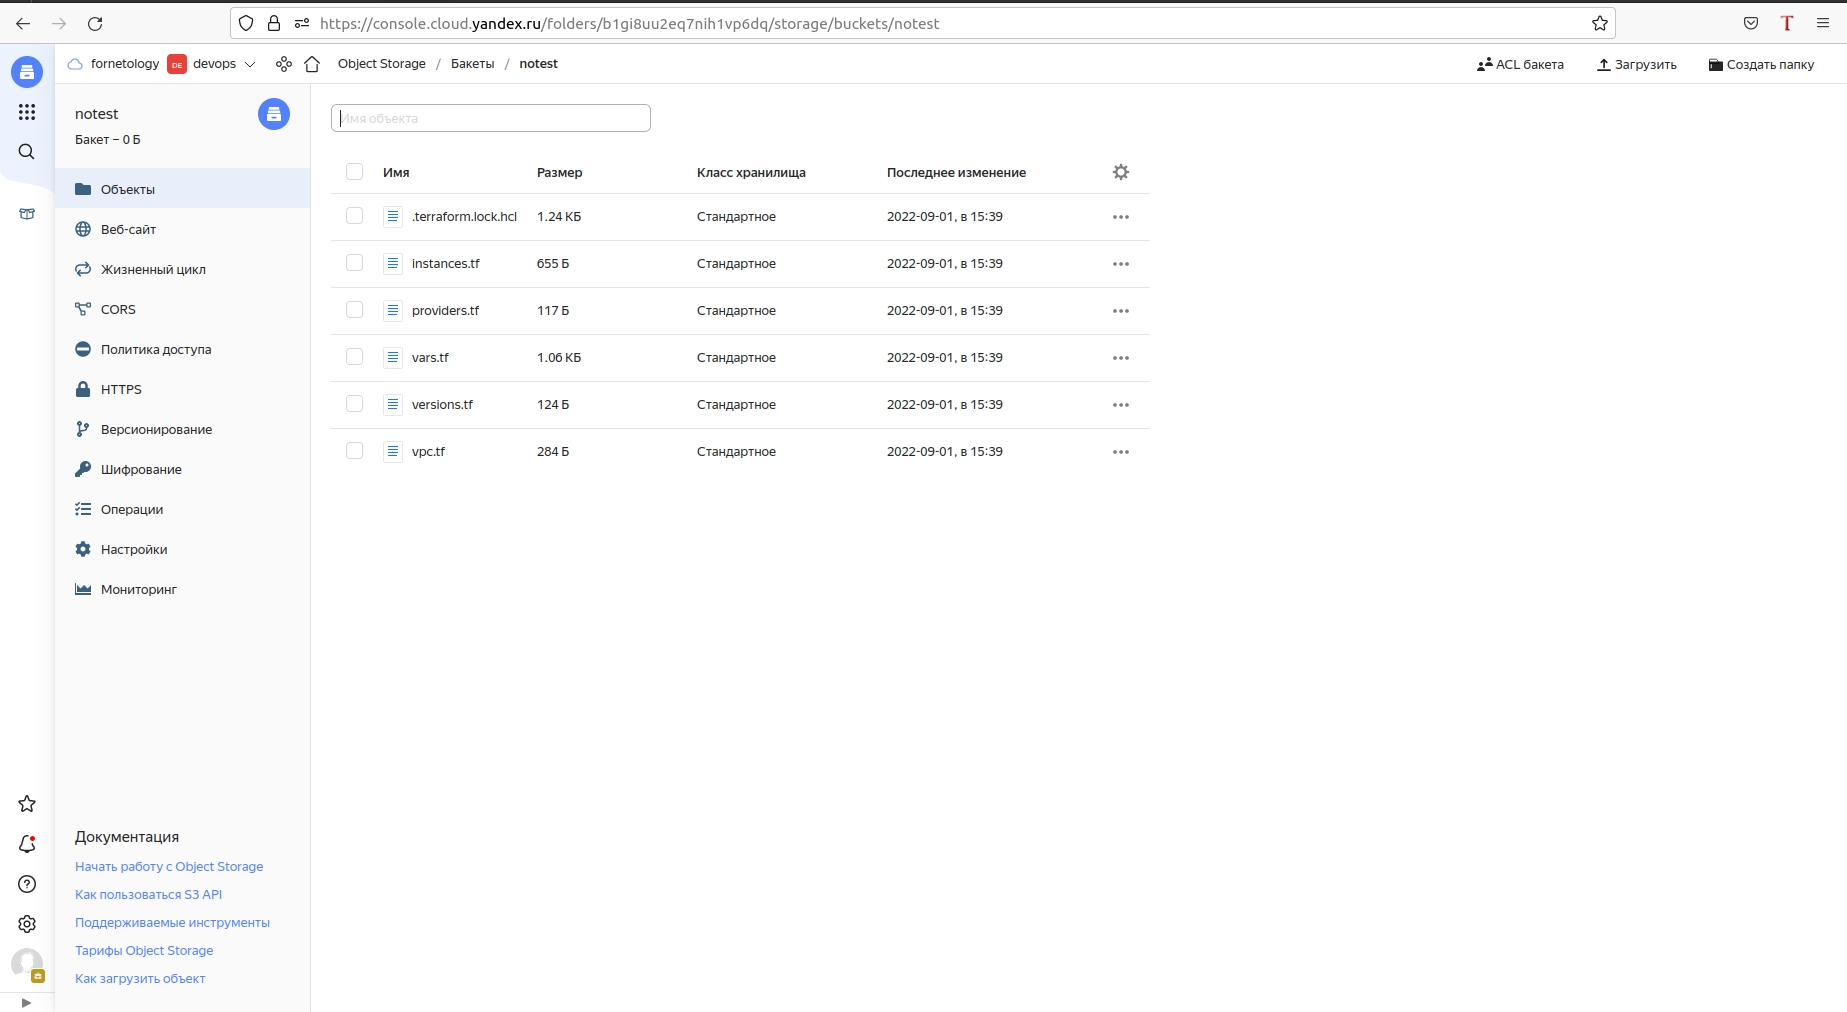 https://console.cloud.yandex.ru/folders/b1gi8uu2eq7nih1vp6dq/storage/buckets/notest
T
fornetology DE devops Object Storage / Бакеты / notest
ACL бакета Загрузить Создать папку
notest
Бакет – 0 Б
Объекты
Веб-сайт
Жизненный цикл
CORS
Политика доступа
HTTPS
Версионирование
Шифрование
Операции
Настройки
Мониторинг
Документация
Начать работу с Object Storage
Как пользоваться S3 API
Поддерживаемые инструменты
Тарифы Object Storage
Как загрузить объект
Имя объекта
Имя Размер Класс хранилища Последнее изменение
.terraform.lock.hcl 1.24 КБ Стандартное 2022-09-01, в 15:39
instances.tf 655 Б Стандартное 2022-09-01, в 15:39
providers.tf 117 Б Стандартное 2022-09-01, в 15:39
vars.tf 1.06 КБ Стандартное 2022-09-01, в 15:39
versions.tf 124 Б Стандартное 2022-09-01, в 15:39
vpc.tf 284 Б Стандартное 2022-09-01, в 15:39